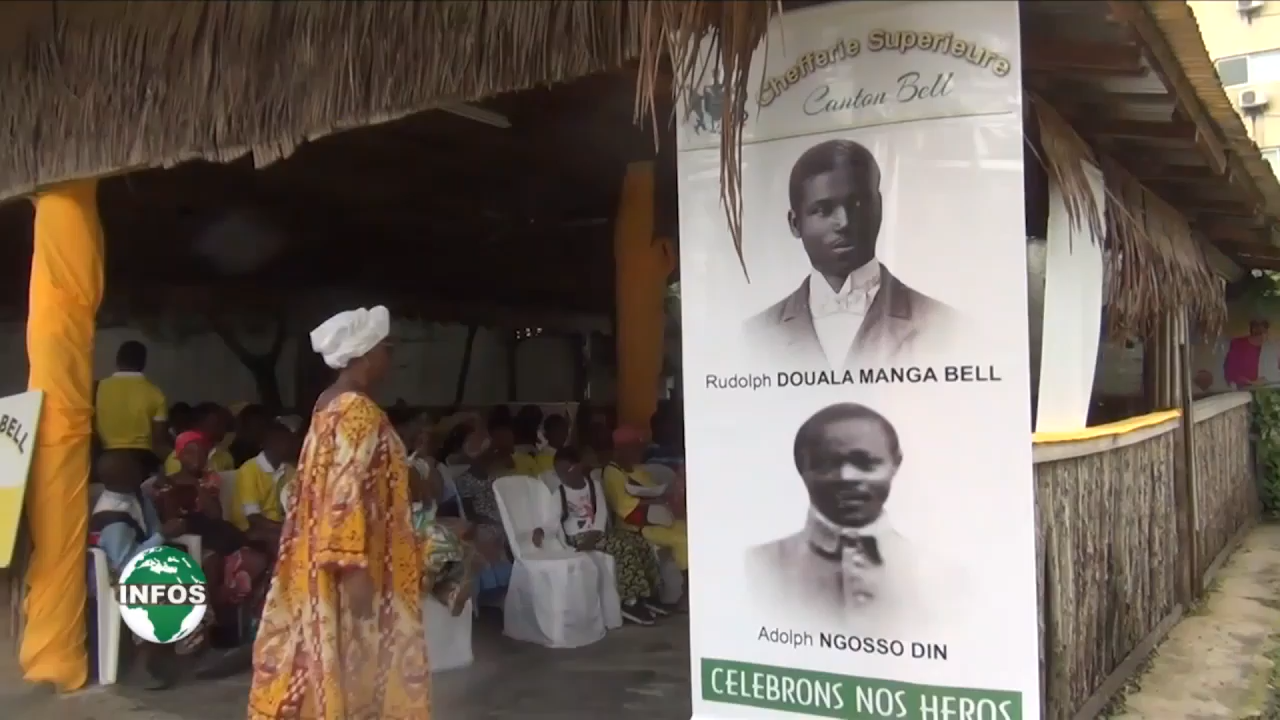 Chefferie Superieure
Canton Bell
Rudolph DOUALA MANGA BELL
Adolph NGOSSO DIN
CELEBRONS NOS HEROS
BELL
INFOS